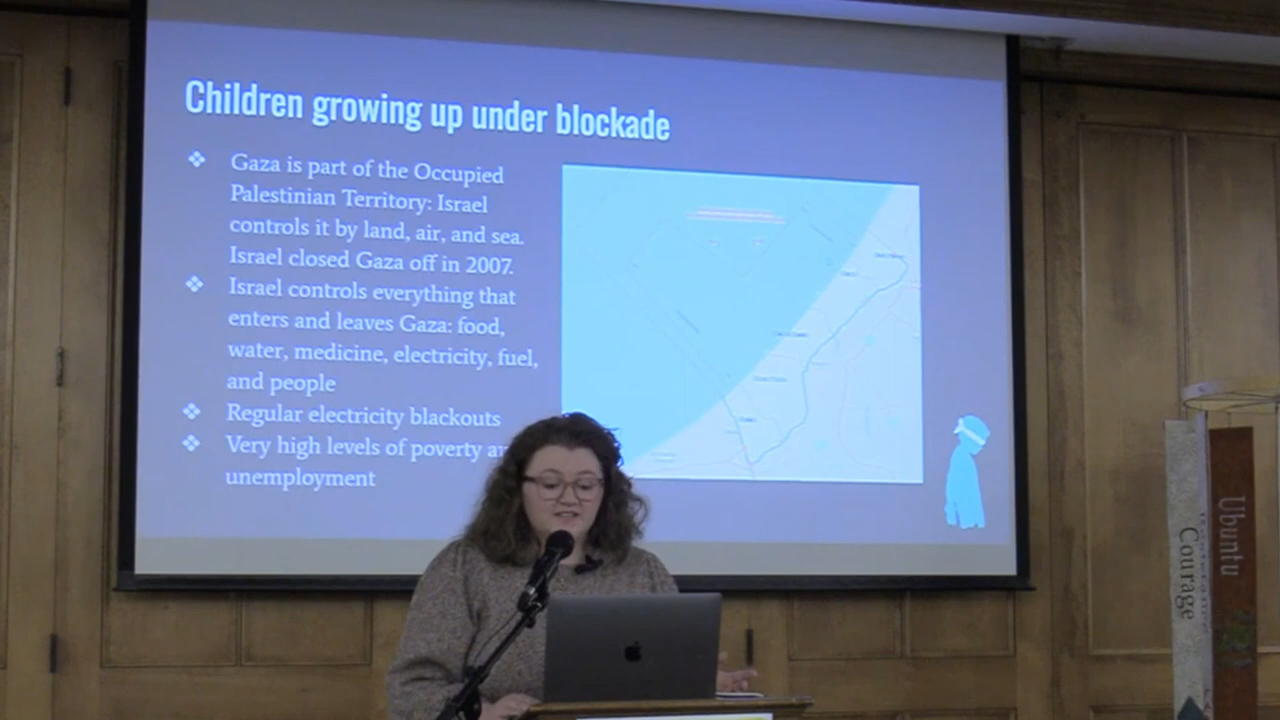 Children growing up under blockade
❖ Gaza is part of the Occupied
Palestinian Territory: Israel
controls it by land, air, and sea.
Israel closed Gaza off in 2007.
❖ Israel controls everything that
enters and leaves Gaza: food,
water, medicine, electricity, fuel,
and people
❖ Regular electricity blackouts
❖ Very high levels of poverty
unemployment
Courage
Ubuntu